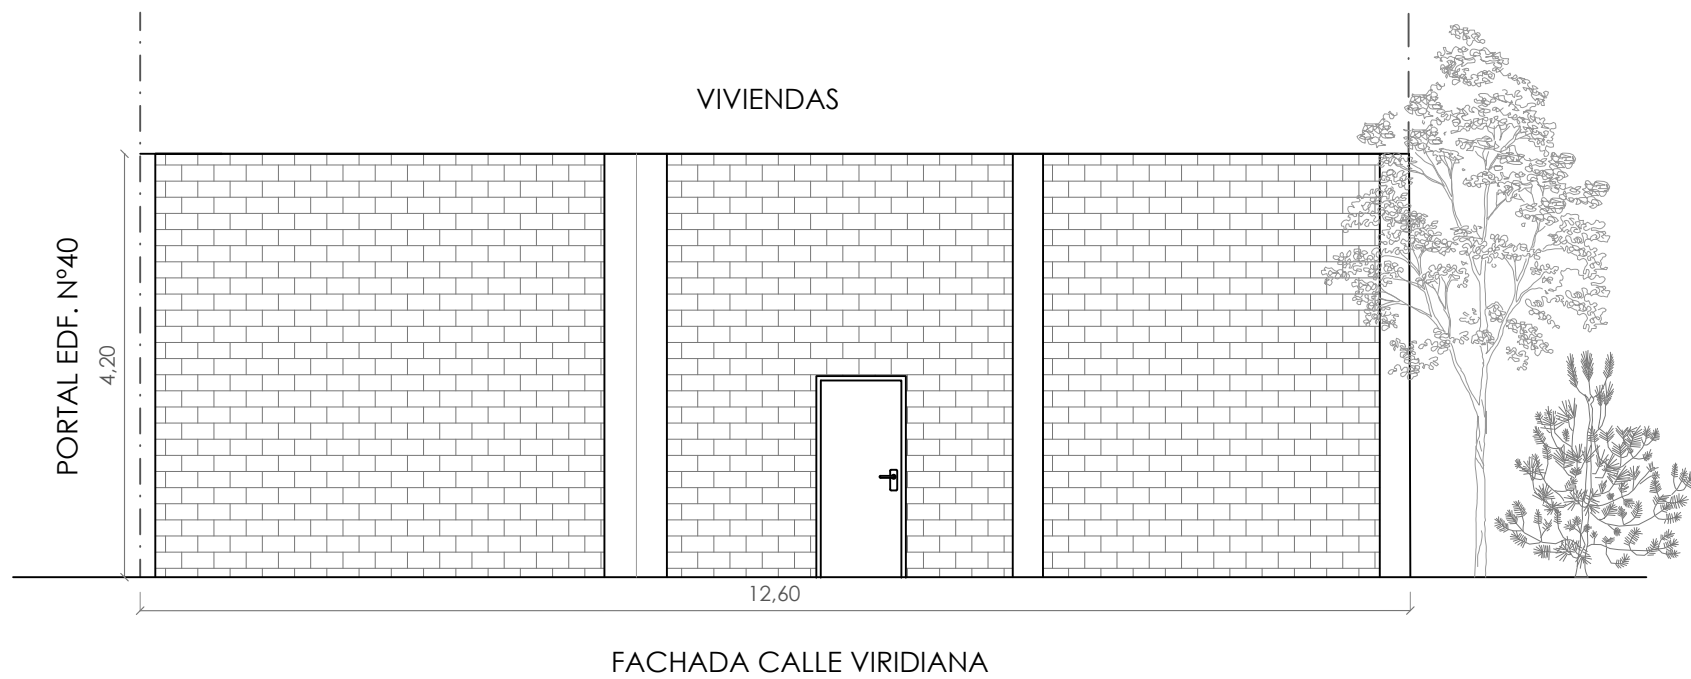 VIVIENDAS
PORTAL EDF. Nº40
4,20
12,60
FACHADA CALLE VIRIDIANA